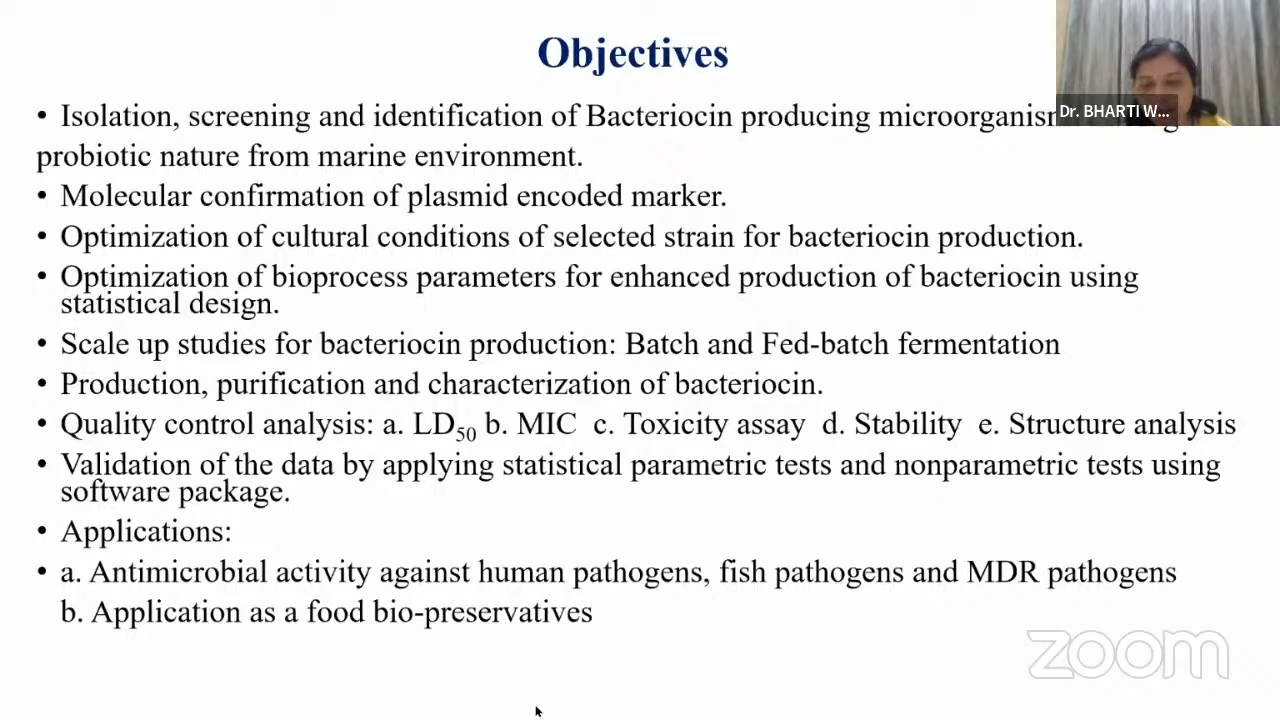 Objectives
Dr. BHARTI W...
• Isolation, screening and identification of Bacteriocin producing
probiotic nature from marine environment.
• Molecular confirmation of plasmid encoded marker.
• Optimization of cultural conditions of selected strain for bacteriocin production.
• Optimization of bioprocess parameters for enhanced production of bacteriocin using
statistical design.
• Scale up studies for bacteriocin production: Batch and Fed-batch fermentation
• Production, purification and characterization of bacteriocin.
• Quality control analysis: a. LD50 b. MIC c. Toxicity assay d. Stability e. Structure analysis
• Validation of the data by applying statistical parametric tests and nonparametric tests using
software package.
• Applications:
• a. Antimicrobial activity against human pathogens, fish pathogens and MDR pathogens
b. Application as a food bio-preservatives
zoom